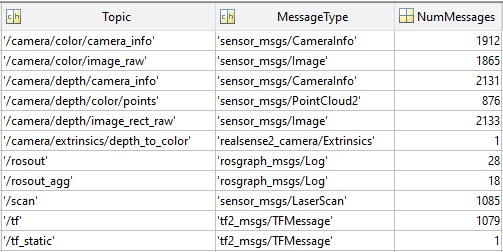 Topic MessageType NumMessages
'/camera/color/camera_info' 'sensor_msgs/CameraInfo' 1912
'/camera/color/image_raw' 'sensor_msgs/Image' 1865
'/camera/depth/camera_info' 'sensor_msgs/CameraInfo' 2131
'/camera/depth/color/points' 'sensor_msgs/PointCloud2' 876
'/camera/depth/image_rect_raw' 'sensor_msgs/Image' 2133
'/camera/extrinsics/depth_to_color' 'realsense2_camera/Extrinsics' 1
'/rosout' 'rosgraph_msgs/Log' 28
'/rosout_agg' 'rosgraph_msgs/Log' 18
'/scan' 'sensor_msgs/LaserScan' 1085
'/tf' 'tf2_msgs/TFMessage' 1079
'/tf_static' 'tf2_msgs/TFMessage' 1